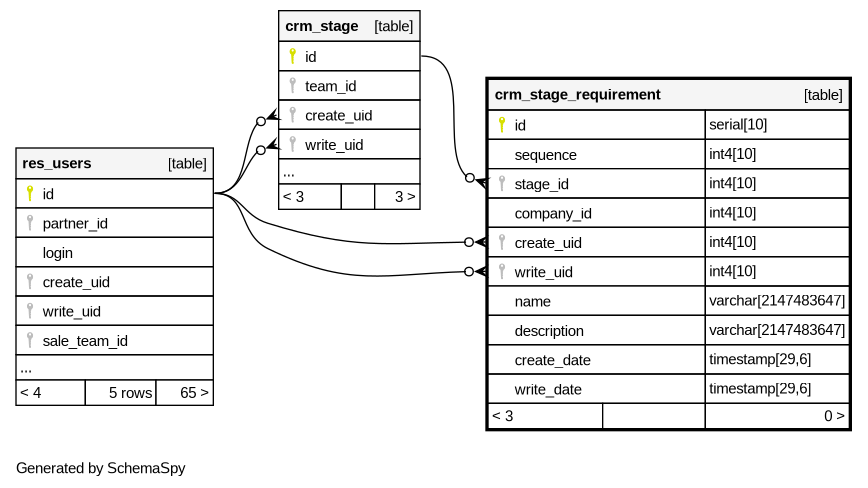 crm_stage [table]
id
team_id
create_uid
write_uid
...
< 3 3 >
crm_stage_requirement [table]
id serial[10]
sequence int4[10]
stage_id int4[10]
company_id int4[10]
create_uid int4[10]
write_uid int4[10]
name varchar[2147483647]
description varchar[2147483647]
create_date timestamp[29,6]
write_date timestamp[29,6]
< 3 0 >
res_users [table]
id
partner_id
login
create_uid
write_uid
sale_team_id
...
< 4 5 rows 65 >
Generated by SchemaSpy